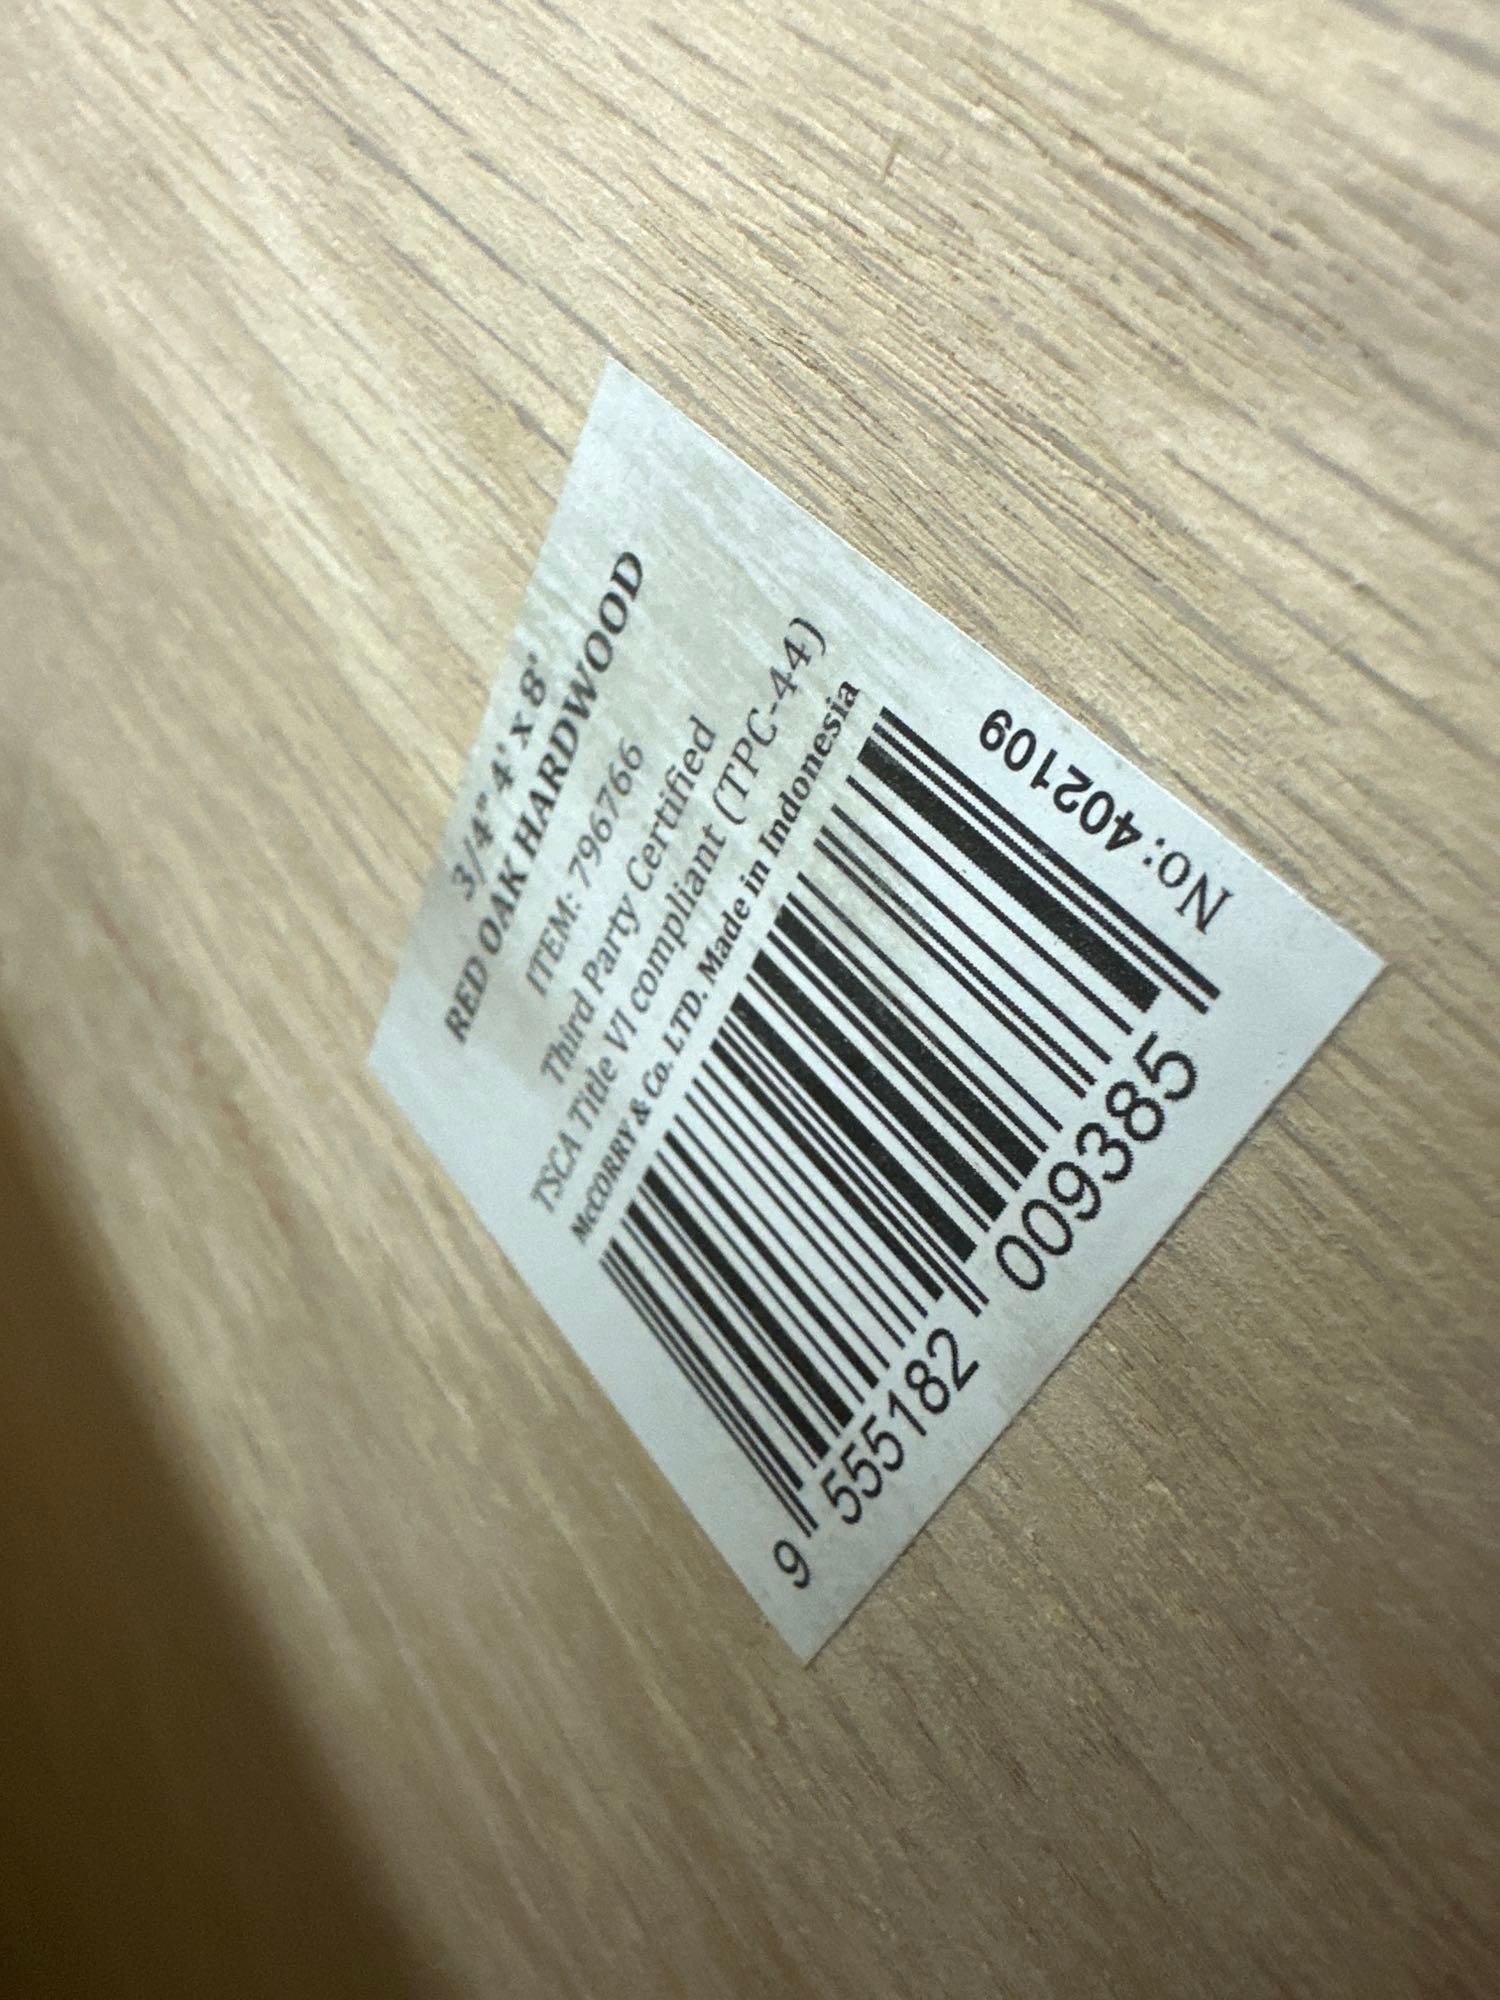 3/4" 4' x 8'
RED OAK HARDWOOD
ITEM: 796766
Third Party Certified
TSCA Title VI compliant (TPC-44)
McCORRY & Co. LTD. Made in Indonesia
9 555182 009385
No: 402109